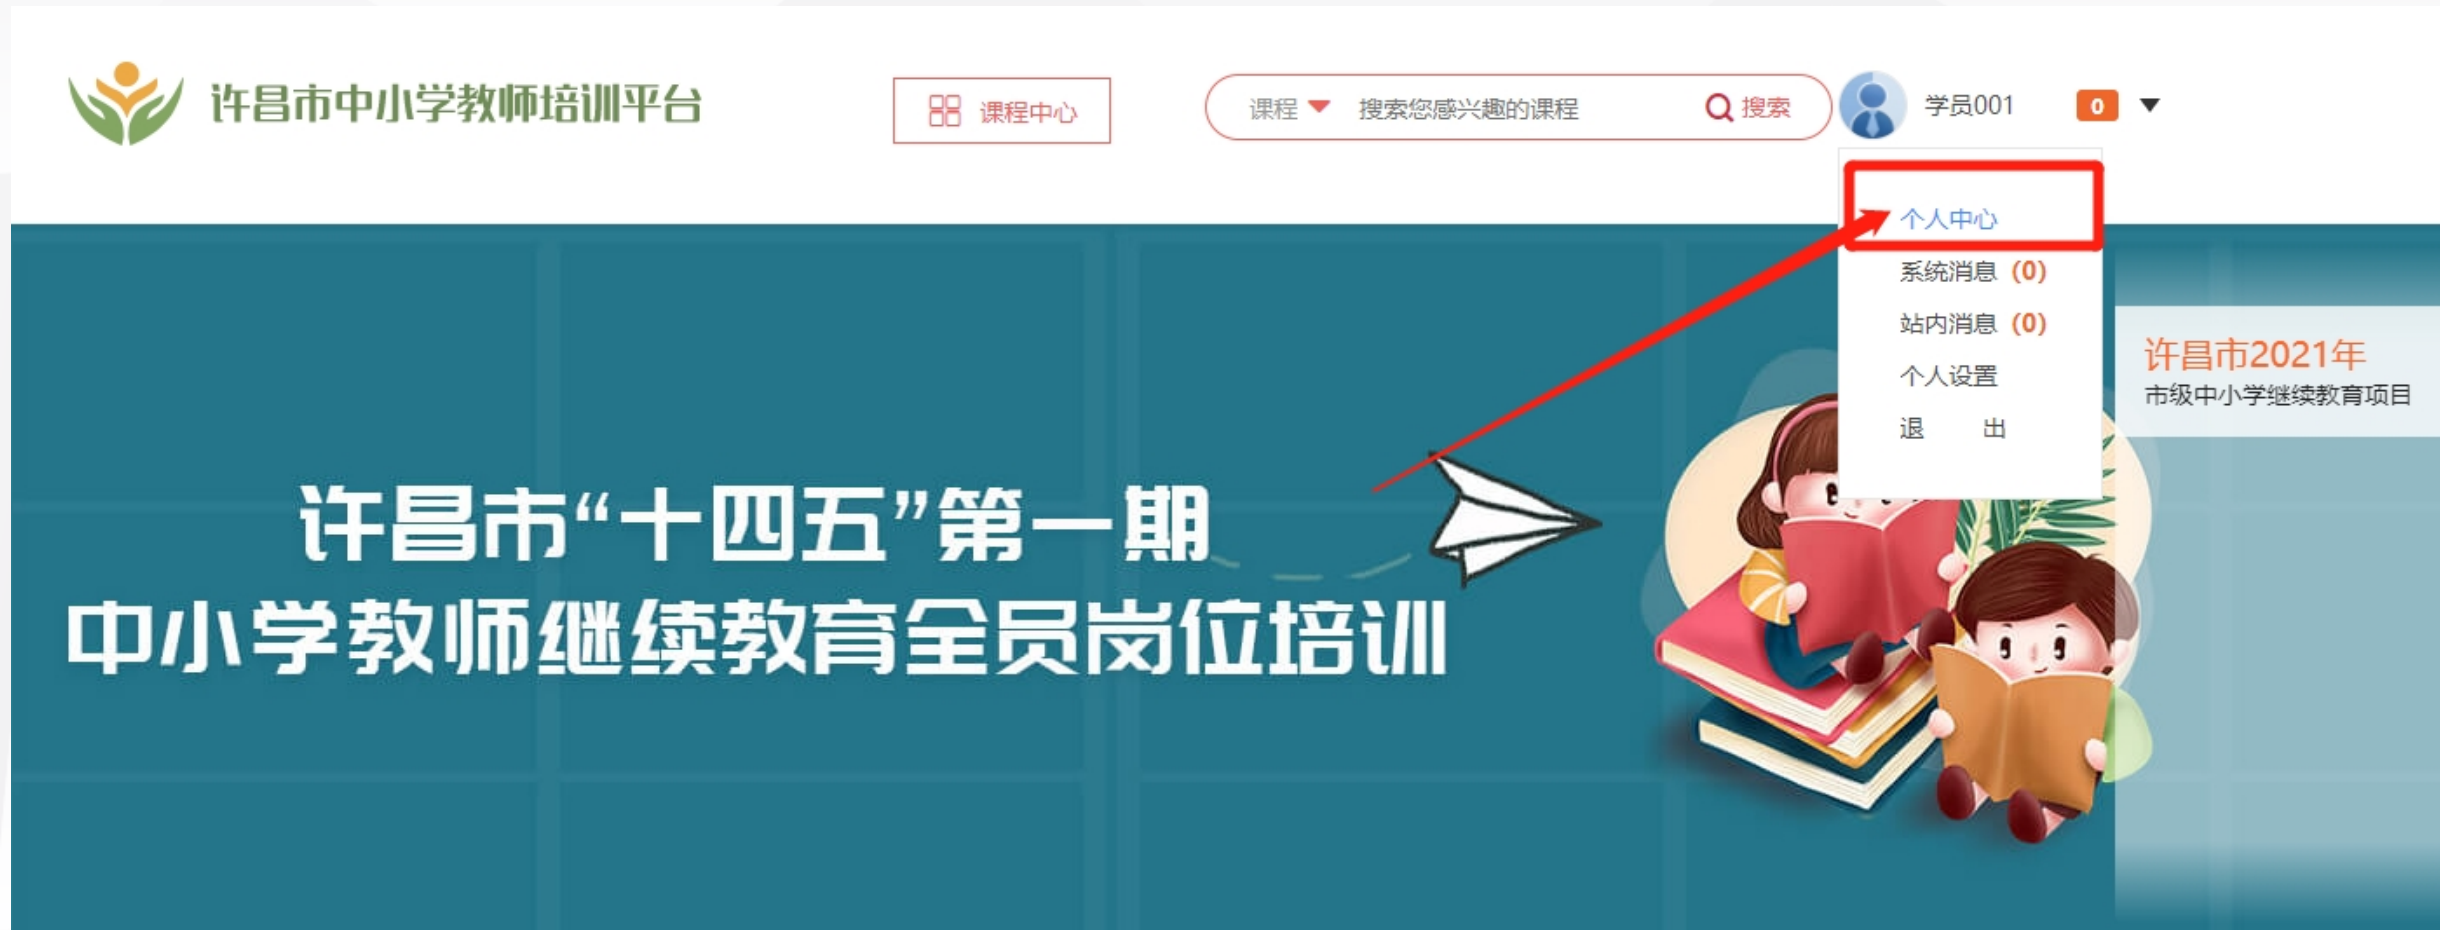 许昌市中小学教师培训平台
课程中心
课程
搜索您感兴趣的课程
搜索
学员001
0
个人中心
系统消息 (0)
站内消息 (0)
个人设置
退 出
许昌市2021年
市级中小学继续教育项目
许昌市“十四五”第一期
中小学教师继续教育全员岗位培训